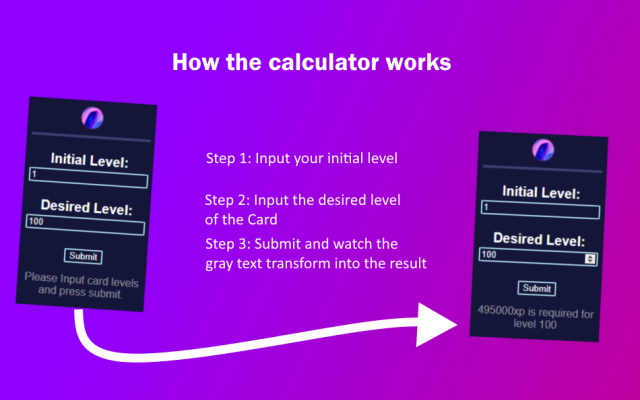 How the calculator works
Initial Level:
1
Desired Level:
100
Submit
Please Input card levels
and press submit.
Step 1: Input your initial level
Step 2: Input the desired level
of the Card
Step 3: Submit and watch the
gray text transform into the result
Initial Level:
1
Desired Level:
100
Submit
495000xp is required for
level 100